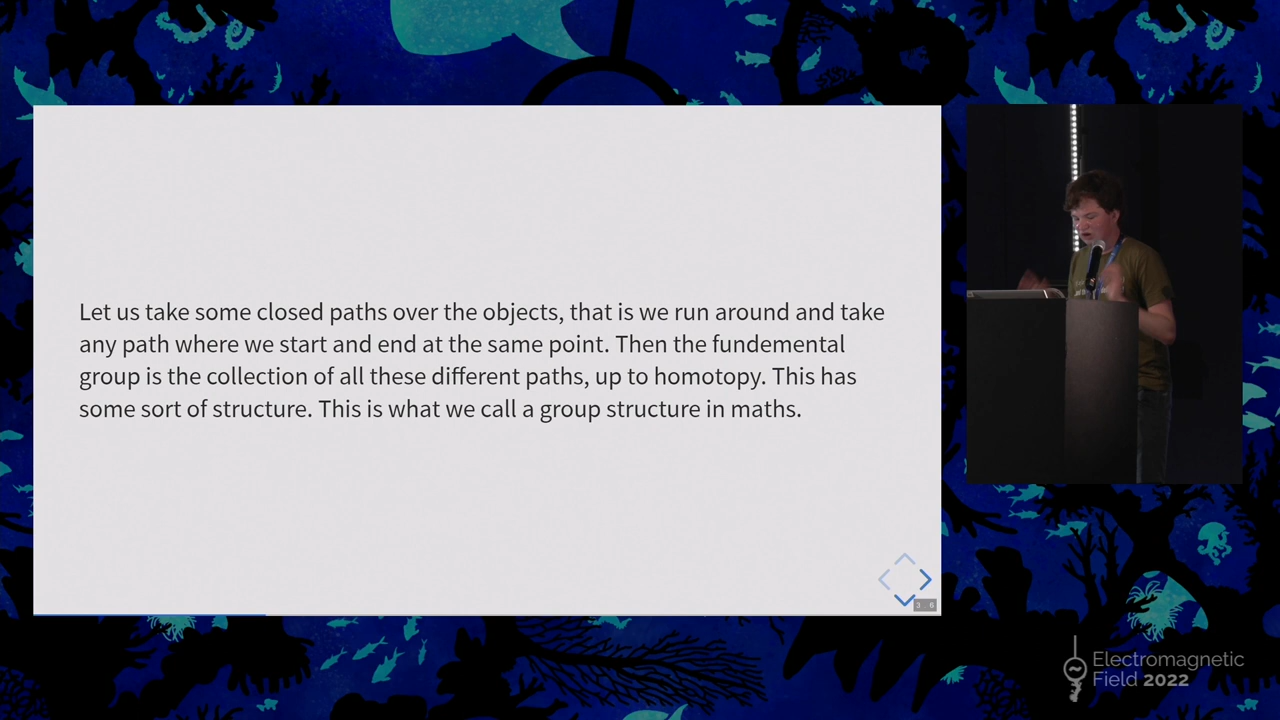 Let us take some closed paths over the objects, that is we run around and take
any path where we start and end at the same point. Then the fundemental
group is the collection of all these different paths, up to homotopy. This has
some sort of structure. This is what we call a group structure in maths.
3.6
Electromagnetic
Field 2022